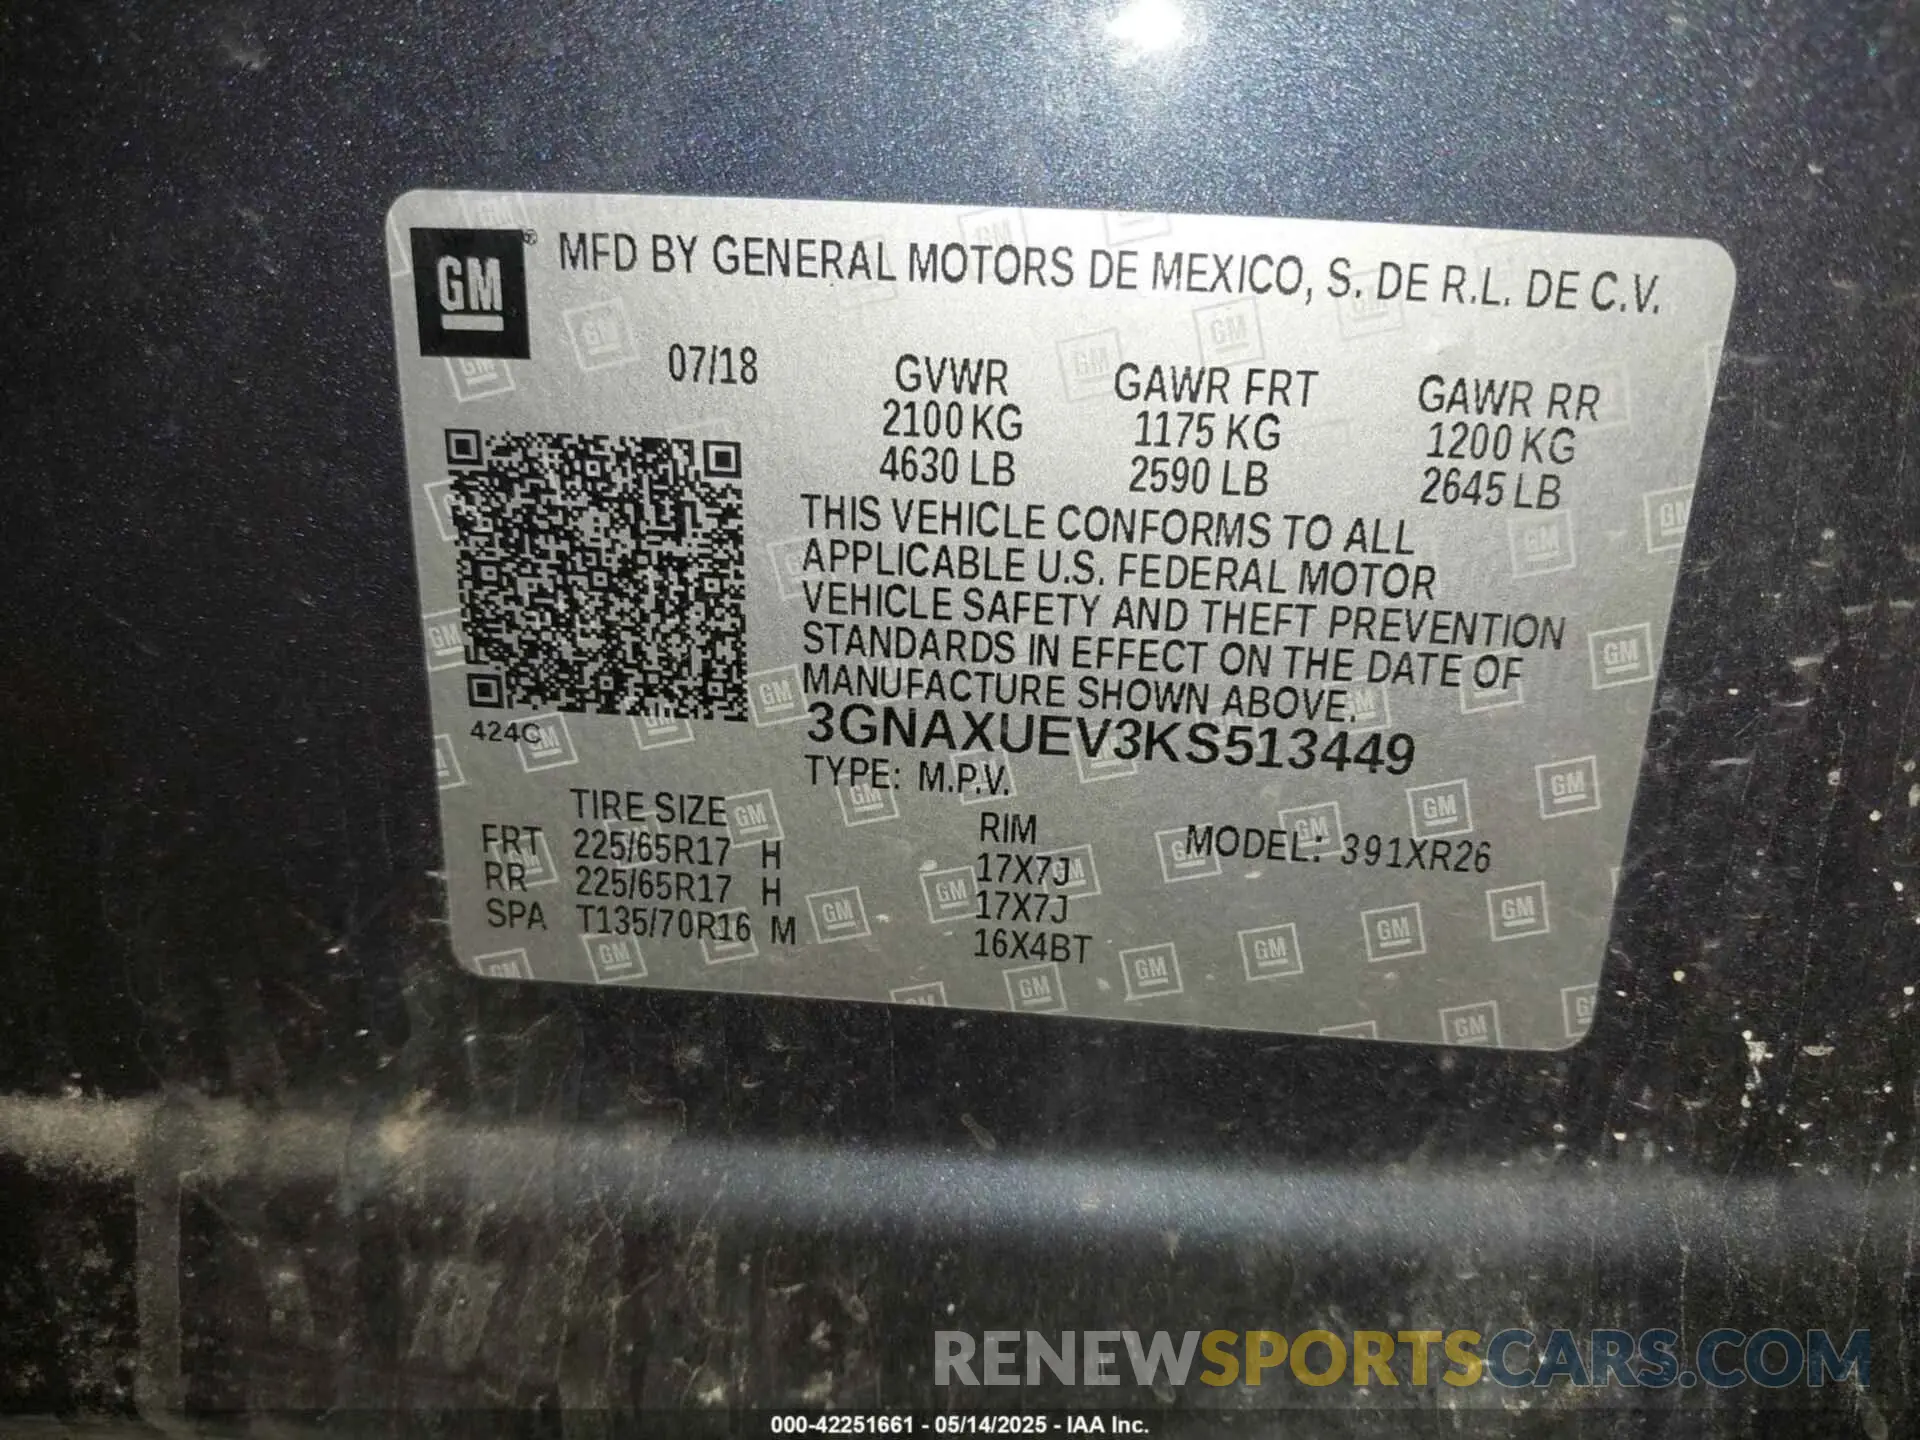 GM ® MFD BY GENERAL MOTORS DE MEXICO, S. DE R.L. DE C.V.
07/18 GVWR GAWR FRT GAWR RR
2100 KG 1175 KG 1200 KG
4630 LB 2590 LB 2645 LB
THIS VEHICLE CONFORMS TO ALL
APPLICABLE U.S. FEDERAL MOTOR
VEHICLE SAFETY AND THEFT PREVENTION
STANDARDS IN EFFECT ON THE DATE OF
MANUFACTURE SHOWN ABOVE.
424C 3GNAXUEV3KS513449
TYPE: M.P.V.
TIRE SIZE RIM MODEL: 391XR26
FRT 225/65R17 H 17X7J
RR 225/65R17 H 17X7J
SPA T135/70R16 M 16X4BT
RENEWSPORTSCARS.COM
000-42251661 - 05/14/2025 - IAA Inc.